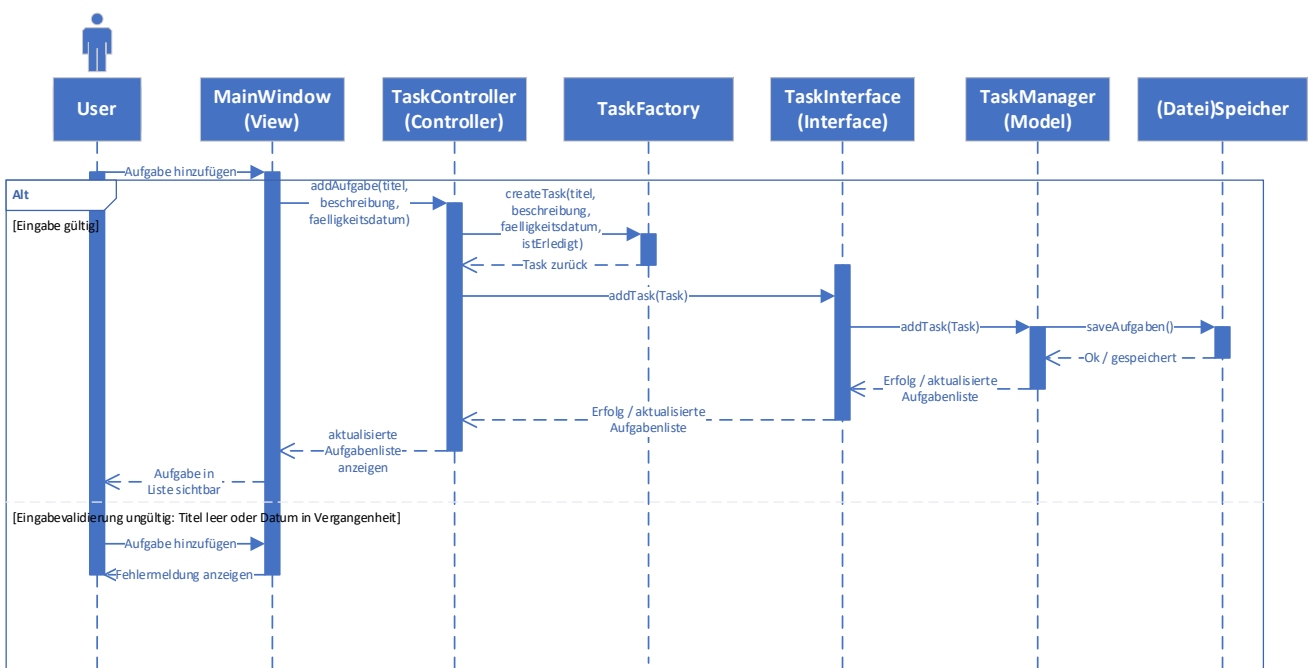 User
MainWindow
(View)
TaskController
(Controller)
TaskFactory
TaskInterface
(Interface)
TaskManager
(Model)
(Datei)Speicher
Aufgabe hinzufügen
Alt
[Eingabe gültig]
addAufgabe(titel,
beschreibung,
faelligkeitsdatum)
createTask(titel,
beschreibung,
faelligkeitsdatum,
istErledigt)
Task zurück
addTask(Task)
addTask(Task)
saveAufgaben()
Ok / gespeichert
Erfolg / aktualisierte
Aufgabenliste
Erfolg / aktualisierte
Aufgabenliste
aktualisierte
Aufgabenliste
anzeigen
Aufgabe in
Liste sichtbar
[Eingabevalidierung ungültig: Titel leer oder Datum in Vergangenheit]
Aufgabe hinzufügen
Fehlermeldung anzeigen